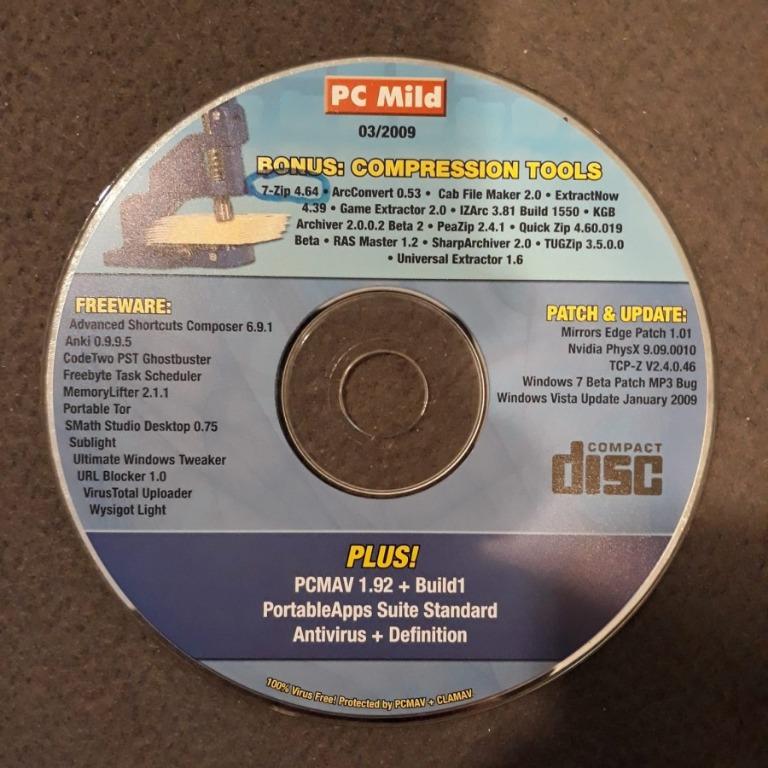 PC Mild
03/2009
BONUS: COMPRESSION TOOLS
7-Zip 4.64 • ArcConvert 0.53 • Cab File Maker 2.0 • ExtractNow
4.39 • Game Extractor 2.0 • IZArc 3.81 Build 1550 • KGB
Archiver 2.0.0.2 Beta 2 • PeaZip 2.4.1 • Quick Zip 4.60.019
Beta • RAS Master 1.2 • SharpArchiver 2.0 • TUGZip 3.5.0.0
• Universal Extractor 1.6
FREEWARE:
Advanced Shortcuts Composer 6.9.1
Anki 0.9.9.5
CodeTwo PST Ghostbuster
Freebyte Task Scheduler
MemoryLifter 2.1.1
Portable Tor
SMath Studio Desktop 0.75
Sublight
Ultimate Windows Tweaker
URL Blocker 1.0
VirusTotal Uploader
Wysigot Light
PATCH & UPDATE:
Mirrors Edge Patch 1.01
Nvidia PhysX 9.09.0010
TCP-Z V2.4.0.46
Windows 7 Beta Patch MP3 Bug
Windows Vista Update January 2009
COMPACT
disc
PLUS!
PCMAV 1.92 + Build1
PortableApps Suite Standard
Antivirus + Definition
100% Virus Free! Protected by PCMAV + CLAMAV